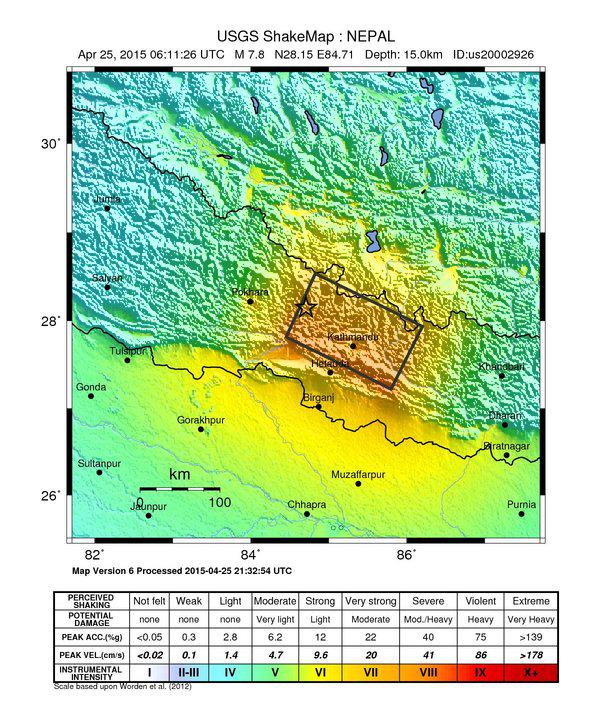 USGS ShakeMap : NEPAL
Apr 25, 2015 06:11:26 UTC M 7.8 N28.15 E84.71 Depth: 15.0km ID:us20002926
30°
Jumla
Salyan
Pokhara
28°
Kathmandu
Tulsipur
Hetauda
Khandbari
Gonda
Birganj
Gorakhpur
Dharan
Biratnagar
Sultanpur
km
Muzaffarpur
0 100
26°
Jaunpur
Chhapra
Purnia
82° 84° 86°
Map Version 6 Processed 2015-04-25 21:32:54 UTC
PERCEIVED SHAKING Not felt Weak Light Moderate Strong Very strong Severe Violent Extreme
POTENTIAL DAMAGE none none none Very light Light Moderate Mod./Heavy Heavy Very Heavy
PEAK ACC.(%g) <0.05 0.3 2.8 6.2 12 22 40 75 >139
PEAK VEL.(cm/s) <0.02 0.1 1.4 4.7 9.6 20 41 86 >178
INSTRUMENTAL INTENSITY I II-III IV V VI VII VIII IX X+
Scale based upon Worden et al. (2012)